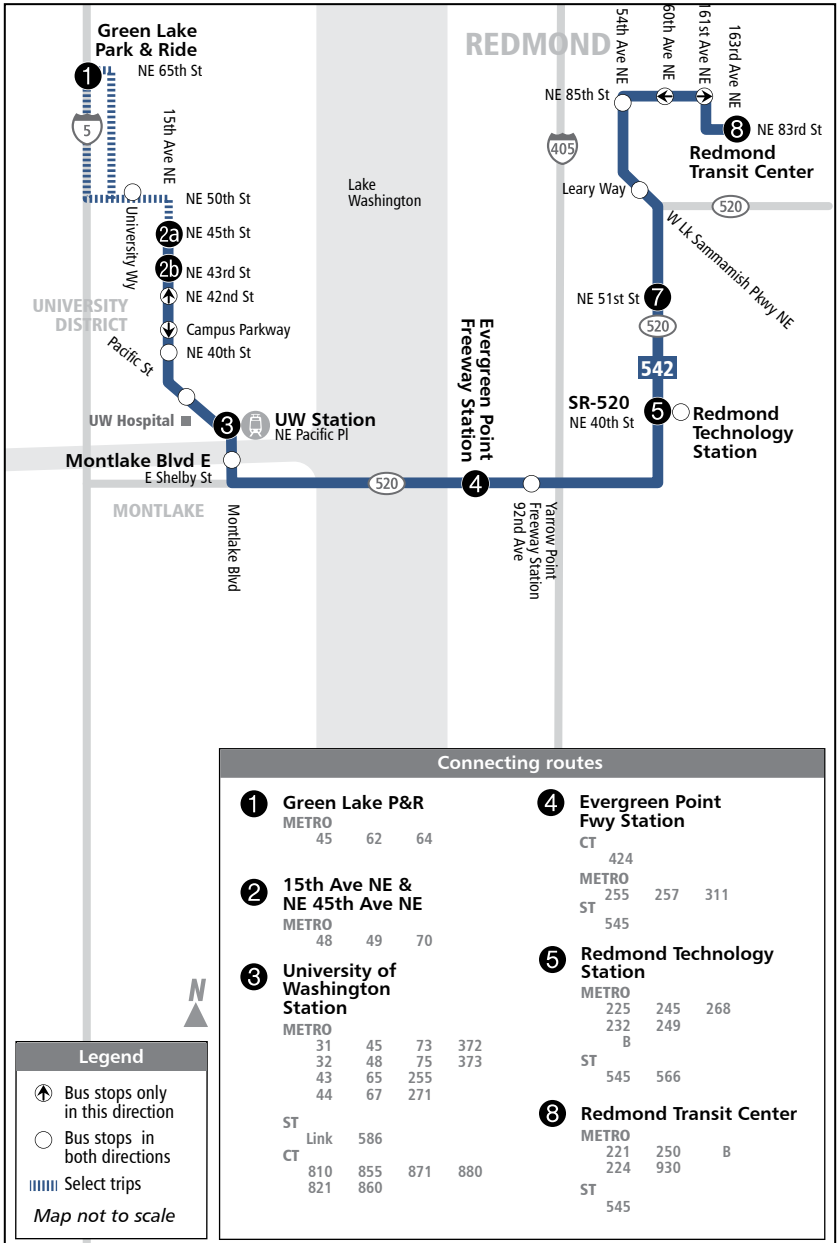 Green Lake
Park & Ride
1
NE 65th St
5
15th Ave NE
NE 50th St
University Wy
2a
NE 45th St
2b
NE 43rd St
NE 42nd St
UNIVERSITY
DISTRICT
Campus Parkway
NE 40th St
Pacific St
UW Hospital
3
UW Station
NE Pacific Pl
Montlake Blvd E
E Shelby St
MONTLAKE
Montlake Blvd
520
Lake
Washington
Evergreen Point
Freeway Station
4
Yarrow Point
Freeway Station
92nd Ave
REDMOND
405
54th Ave NE
60th Ave NE
161st Ave NE
163rd Ave NE
NE 85th St
8
NE 83rd St
Redmond
Transit Center
Leary Way
520
W Lk Sammamish Pkwy NE
NE 51st St
7
520
542
SR-520
NE 40th St
5
Redmond
Technology
Station
N
Legend
Bus stops only
in this direction
Bus stops in
both directions
Select trips
Map not to scale
Connecting routes
1 Green Lake P&R
METRO
45 62 64
2 15th Ave NE &
NE 45th Ave NE
METRO
48 49 70
3 University of
Washington
Station
METRO
31 45 73 372
32 48 75 373
43 65 255
44 67 271
ST
Link 586
CT
810 855 871 880
821 860
4 Evergreen Point
Fwy Station
CT
424
METRO
255 257 311
ST
545
5 Redmond Technology
Station
METRO
225 245 268
232 249
B
ST
545 566
8 Redmond Transit Center
METRO
221 250 B
224 930
ST
545